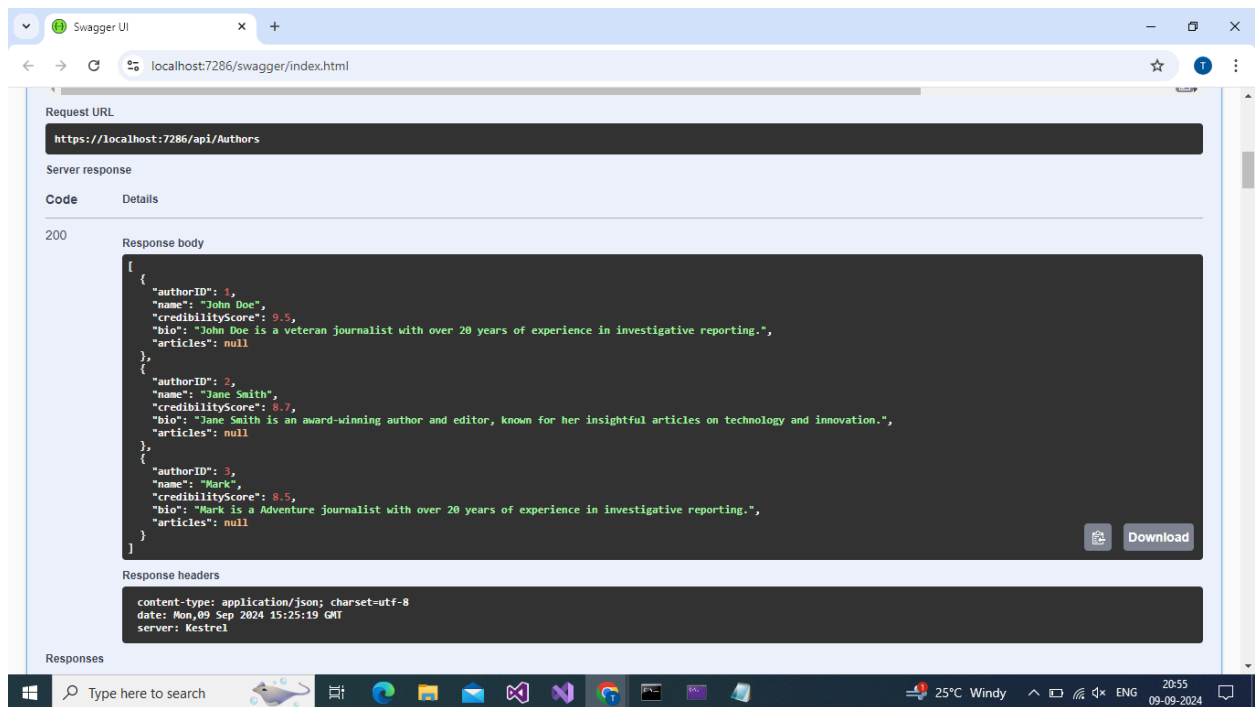 Swagger UI
localhost:7286/swagger/index.html
T
Request URL
https://localhost:7286/api/Authors
Server response
Code Details
200
Response body
[
{
"authorID": 1,
"name": "John Doe",
"credibilityScore": 9.5,
"bio": "John Doe is a veteran journalist with over 20 years of experience in investigative reporting.",
"articles": null
},
{
"authorID": 2,
"name": "Jane Smith",
"credibilityScore": 8.7,
"bio": "Jane Smith is an award-winning author and editor, known for her insightful articles on technology and innovation.",
"articles": null
},
{
"authorID": 3,
"name": "Mark",
"credibilityScore": 8.5,
"bio": "Mark is a Adventure journalist with over 20 years of experience in investigative reporting.",
"articles": null
}
]
Download
Response headers
content-type: application/json; charset=utf-8
date: Mon,09 Sep 2024 15:25:19 GMT
server: Kestrel
Responses
Type here to search
25°C Windy
ENG
20:55
09-09-2024